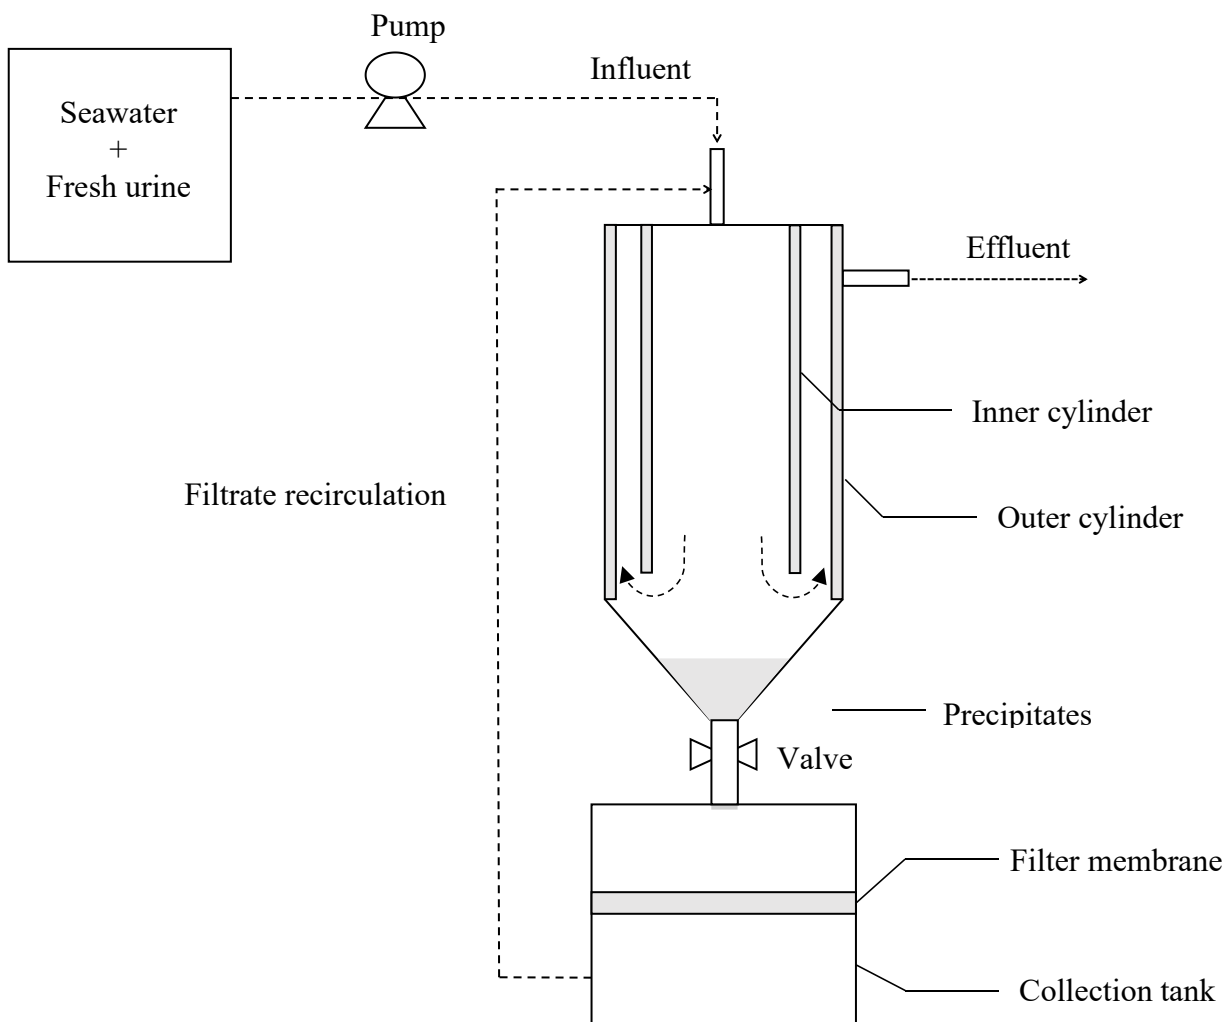 Pump
Influent
Seawater
+
Fresh urine
Effluent
Inner cylinder
Filtrate recirculation
Outer cylinder
Precipitates
Valve
Filter membrane
Collection tank